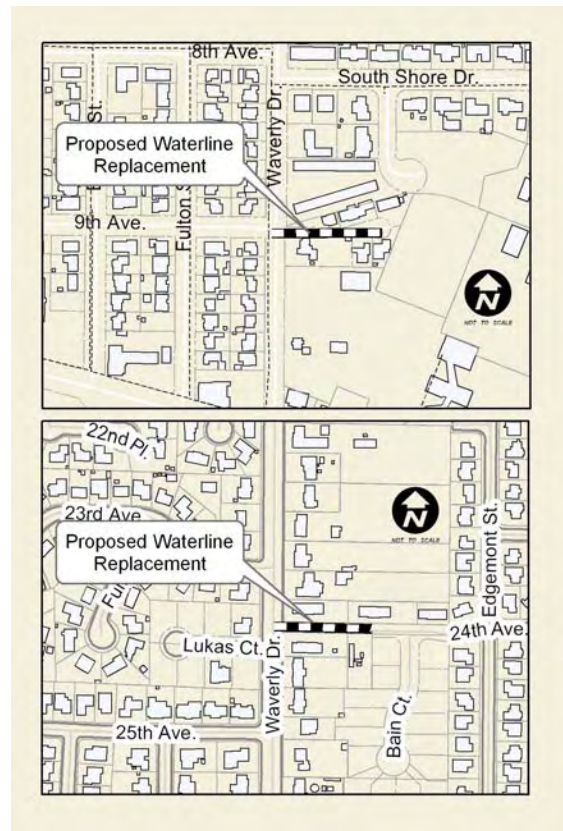 8th Ave.
South Shore Dr.
Waverly Dr.
Proposed Waterline
Replacement
St.
Fulton
9th Ave.
N
NOT TO SCALE
22nd Pl.
23rd Ave
N
NOT TO SCALE
Proposed Waterline
Replacement
Edgemont St.
24th Ave.
Lukas Ct.
Waverly Dr.
Bain Ct.
25th Ave.